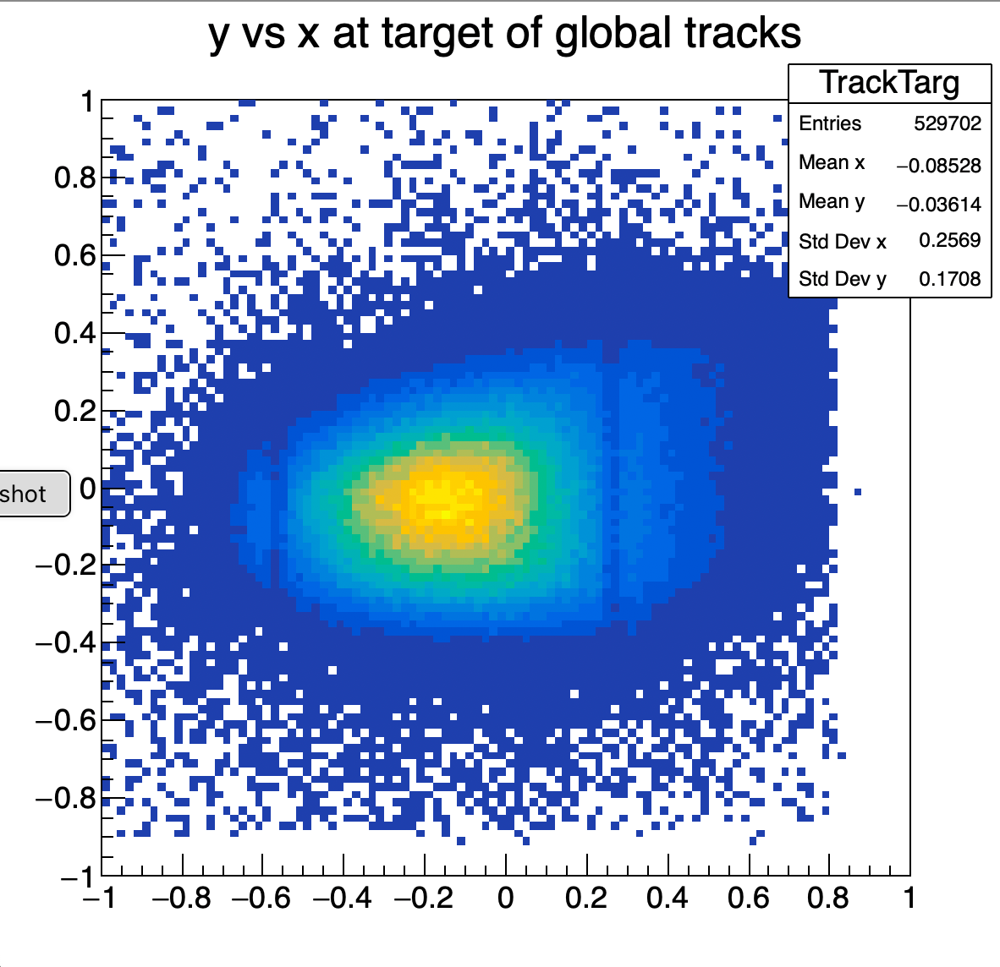 y vs x at target of global tracks
TrackTarg
Entries 529702
Mean x −0.08528
Mean y −0.03614
Std Dev x 0.2569
Std Dev y 0.1708
1
0.8
0.6
0.4
0.2
0
−0.2
−0.4
−0.6
−0.8
−1
shot
−1 −0.8 −0.6 −0.4 −0.2 0 0.2 0.4 0.6 0.8 1